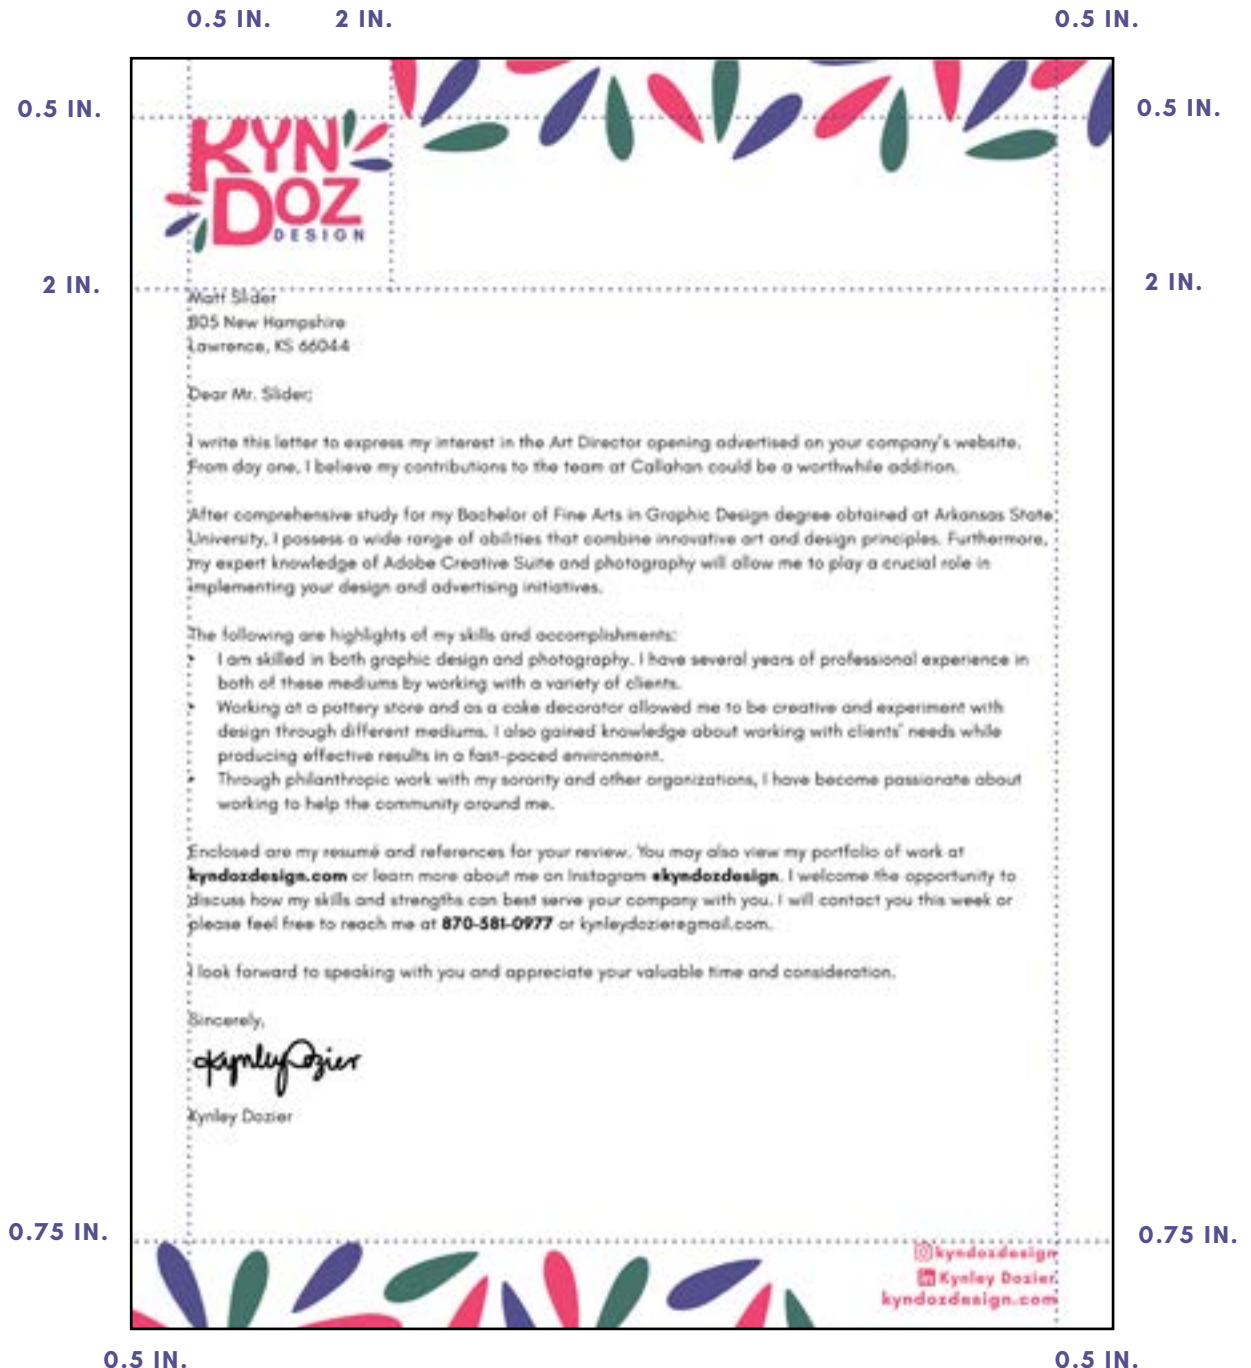 0.5 IN. 2 IN. 0.5 IN.
0.5 IN. 0.5 IN.
KYN
DOZ
DESIGN
2 IN. 2 IN.
Matt Slider
805 New Hampshire
Lawrence, KS 66044
Dear Mr. Slider;
I write this letter to express my interest in the Art Director opening advertised on your company's website.
From day one, I believe my contributions to the team at Callahan could be a worthwhile addition.
After comprehensive study for my Bachelor of Fine Arts in Graphic Design degree obtained at Arkansas State
University, I possess a wide range of abilities that combine innovative art and design principles. Furthermore,
my expert knowledge of Adobe Creative Suite and photography will allow me to play a crucial role in
implementing your design and advertising initiatives.
The following are highlights of my skills and accomplishments:
• I am skilled in both graphic design and photography. I have several years of professional experience in
both of these mediums by working with a variety of clients.
• Working at a pottery store and as a cake decorator allowed me to be creative and experiment with
design through different mediums. I also gained knowledge about working with clients' needs while
producing effective results in a fast-paced environment.
• Through philanthropic work with my sorority and other organizations, I have become passionate about
working to help the community around me.
Enclosed are my resumé and references for your review. You may also view my portfolio of work at
kyndozdesign.com or learn more about me on Instagram @kyndozdesign. I welcome the opportunity to
discuss how my skills and strengths can best serve your company with you. I will contact you this week or
please feel free to reach me at 870-581-0977 or kynleydozier@gmail.com.
I look forward to speaking with you and appreciate your valuable time and consideration.
Sincerely,
Kynley Dozier
Kynley Dozier
0.75 IN. 0.75 IN.
kyndozdesign
in Kynley Dozier
kyndozdesign.com
0.5 IN. 0.5 IN.